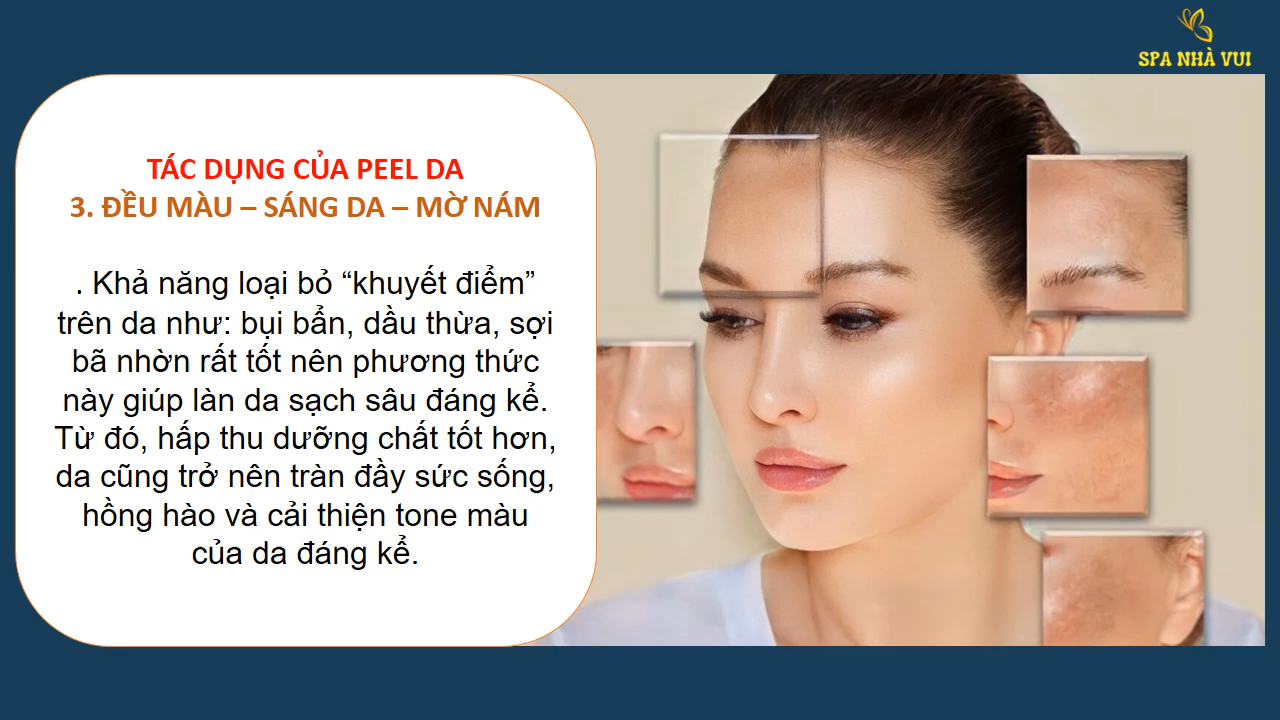 SPA NHÀ VUI
TÁC DỤNG CỦA PEEL DA
3. ĐỀU MÀU – SÁNG DA – MỜ NÁM
. Khả năng loại bỏ “khuyết điểm”
trên da như: bụi bẩn, dầu thừa, sợi
bã nhờn rất tốt nên phương thức
này giúp làn da sạch sâu đáng kể.
Từ đó, hấp thu dưỡng chất tốt hơn,
da cũng trở nên tràn đầy sức sống,
hồng hào và cải thiện tone màu
của da đáng kể.